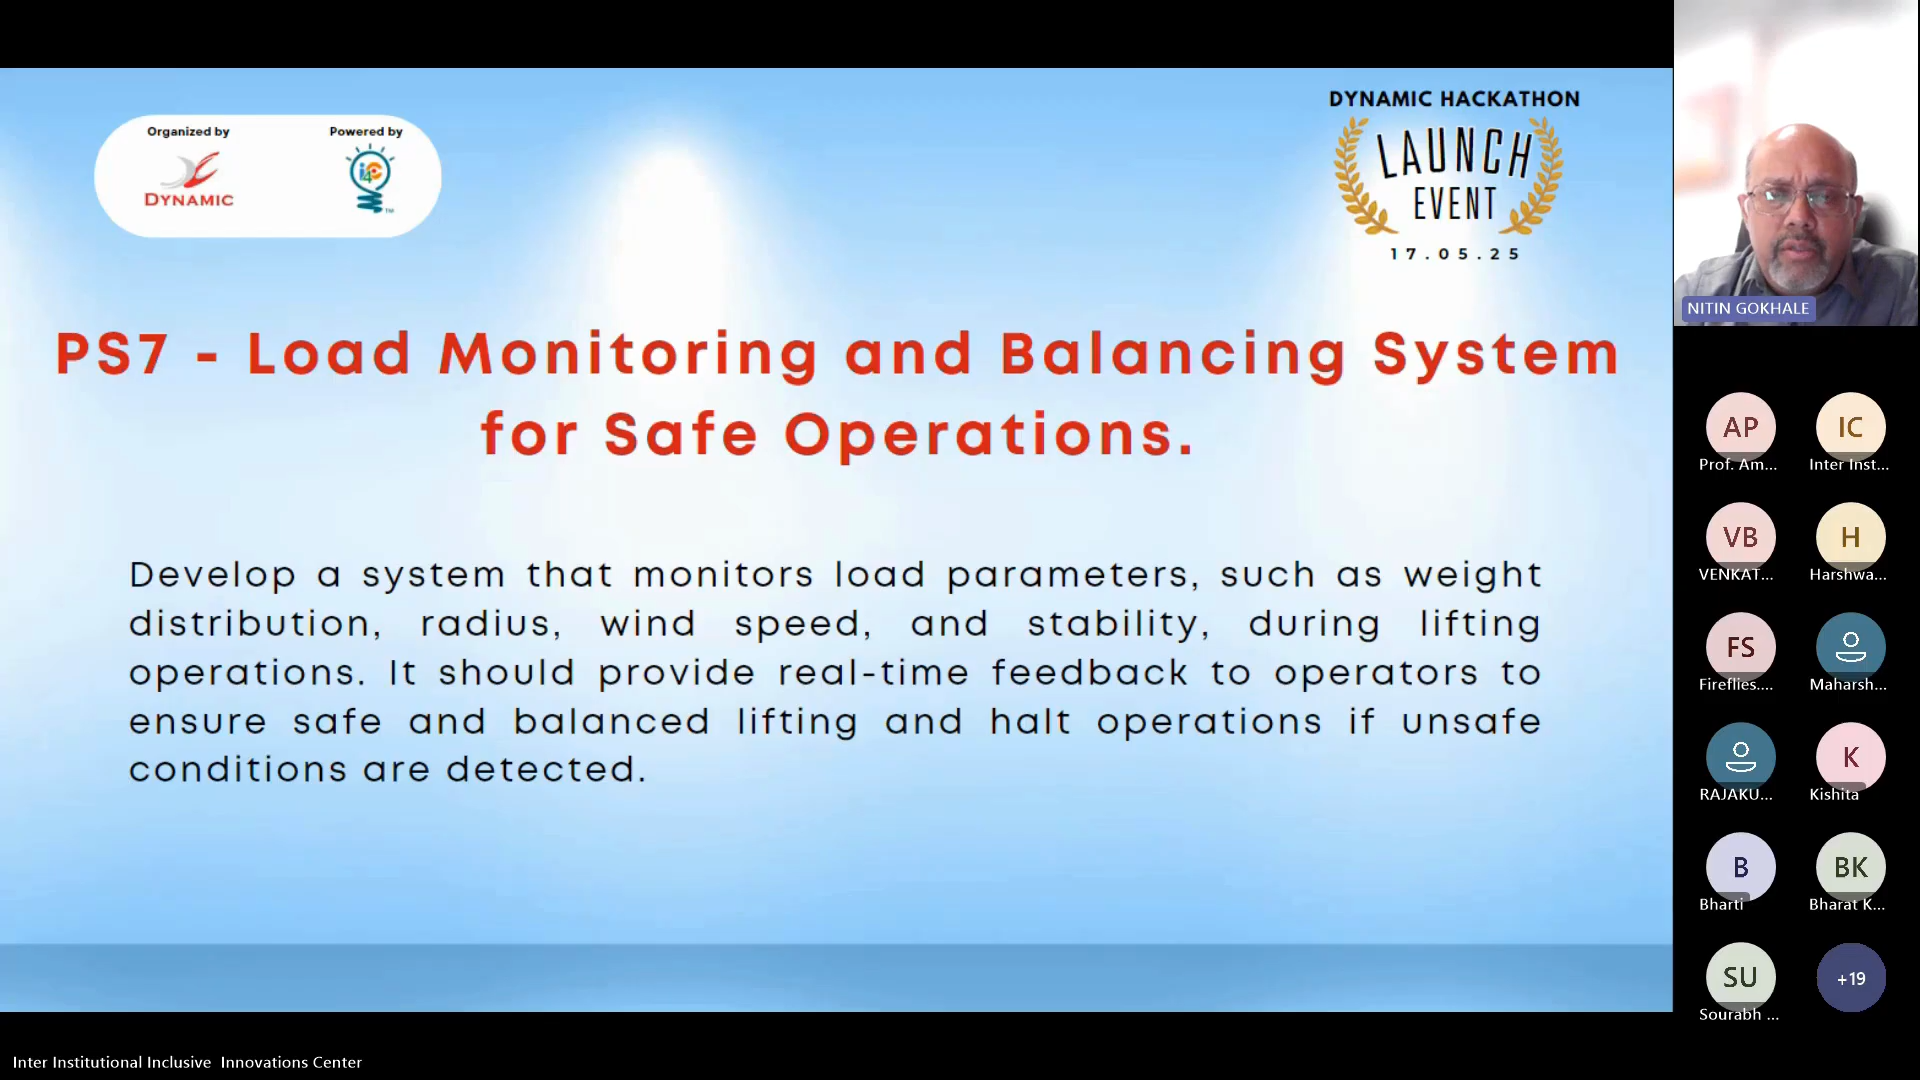 Organized by
DYNAMIC
Powered by
i4C
TM
DYNAMIC HACKATHON
LAUNCH
EVENT
17.05.25
PS7 - Load Monitoring and Balancing System
for Safe Operations.
Develop a system that monitors load parameters, such as weight
distribution, radius, wind speed, and stability, during lifting
operations. It should provide real-time feedback to operators to
ensure safe and balanced lifting and halt operations if unsafe
conditions are detected.
NITIN GOKHALE
AP
Prof. Am...
IC
Inter Inst...
VB
VENKAT...
H
Harshwa...
FS
Fireflies....
Maharsh...
RAJAKU...
K
Kishita
B
Bharti
BK
Bharat K...
SU
Sourabh ...
+19
Inter Institutional Inclusive Innovations Center